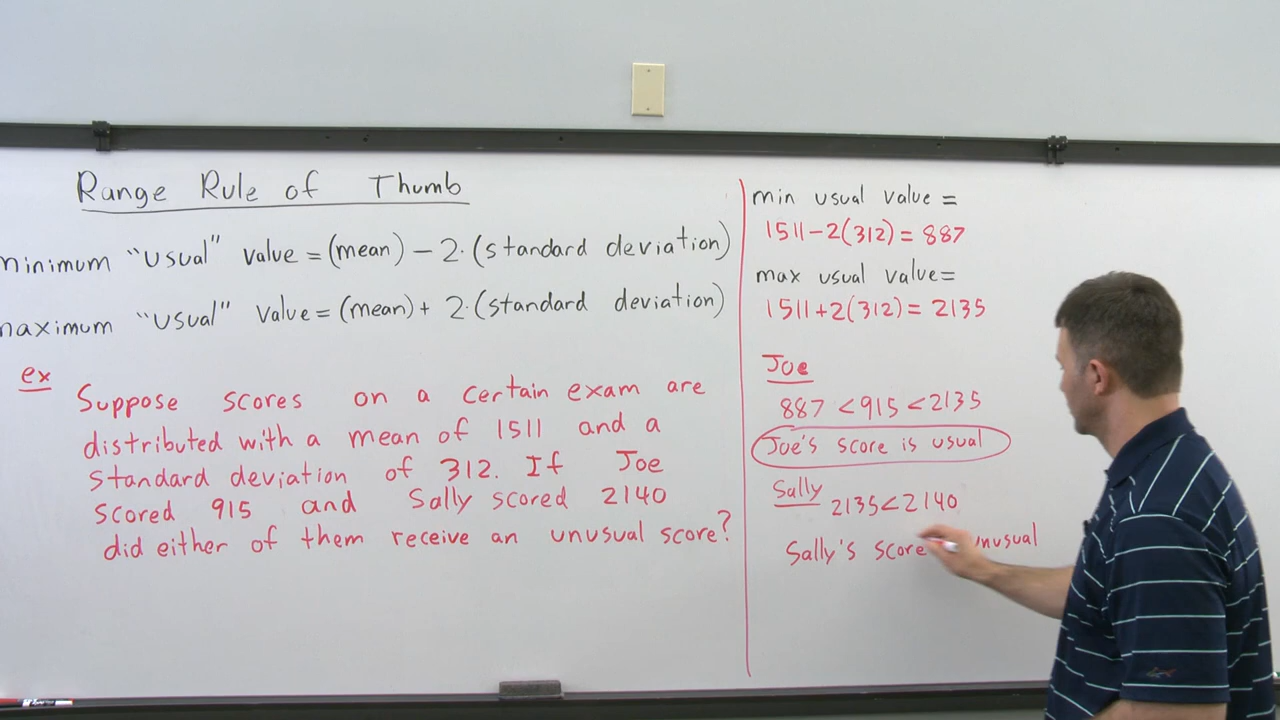 Range Rule of Thumb
minimum "usual" value = (mean) − 2·(standard deviation)
maximum "usual" value = (mean) + 2·(standard deviation)
ex
Suppose scores on a certain exam are
distributed with a mean of 1511 and a
standard deviation of 312. If Joe
scored 915 and Sally scored 2140
did either of them receive an unusual score?
min usual value =
1511−2(312) = 887
max usual value=
1511+2(312) = 2135
Joe
887 < 915 < 2135
Joe's score is usual
Sally
2135<2140
Sally's score unusual